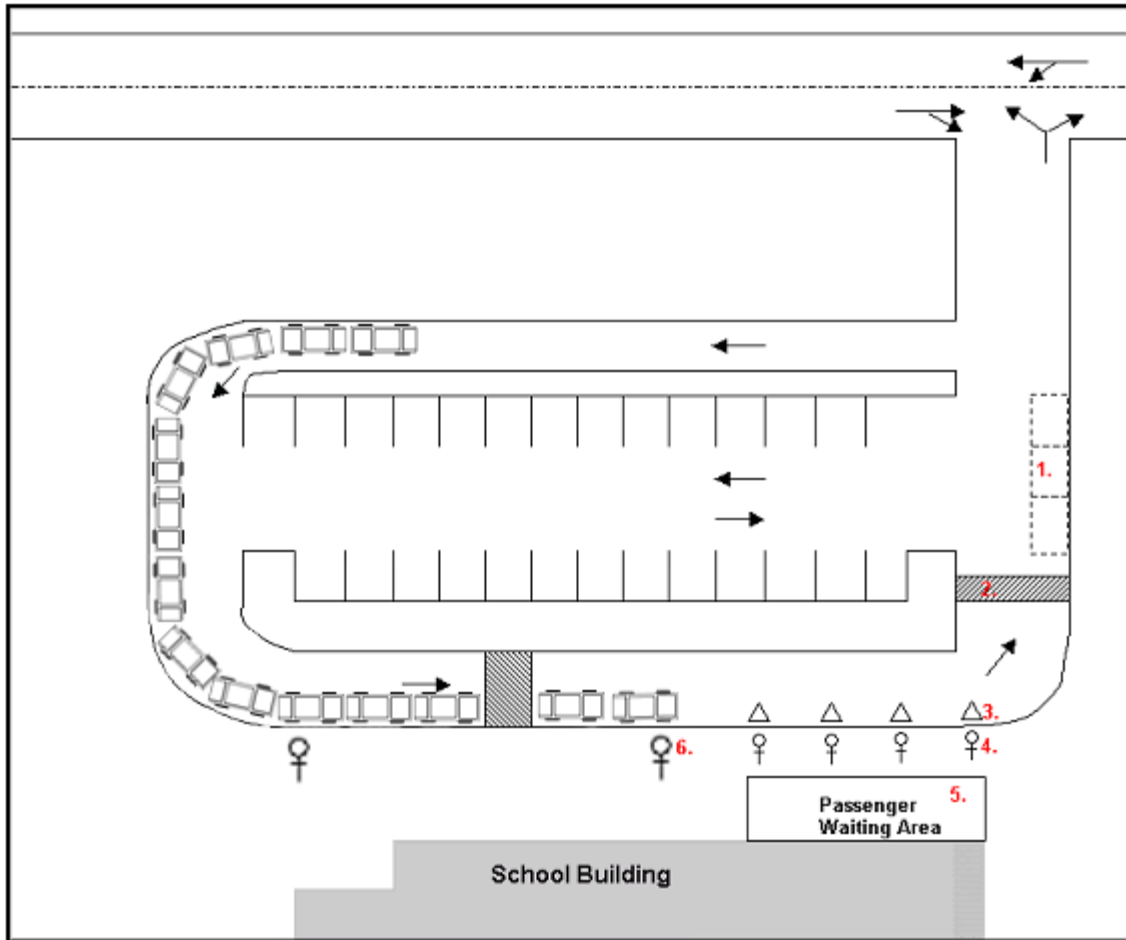 1.
2.
3.
6.
4.
5.
Passenger
Waiting Area
School Building